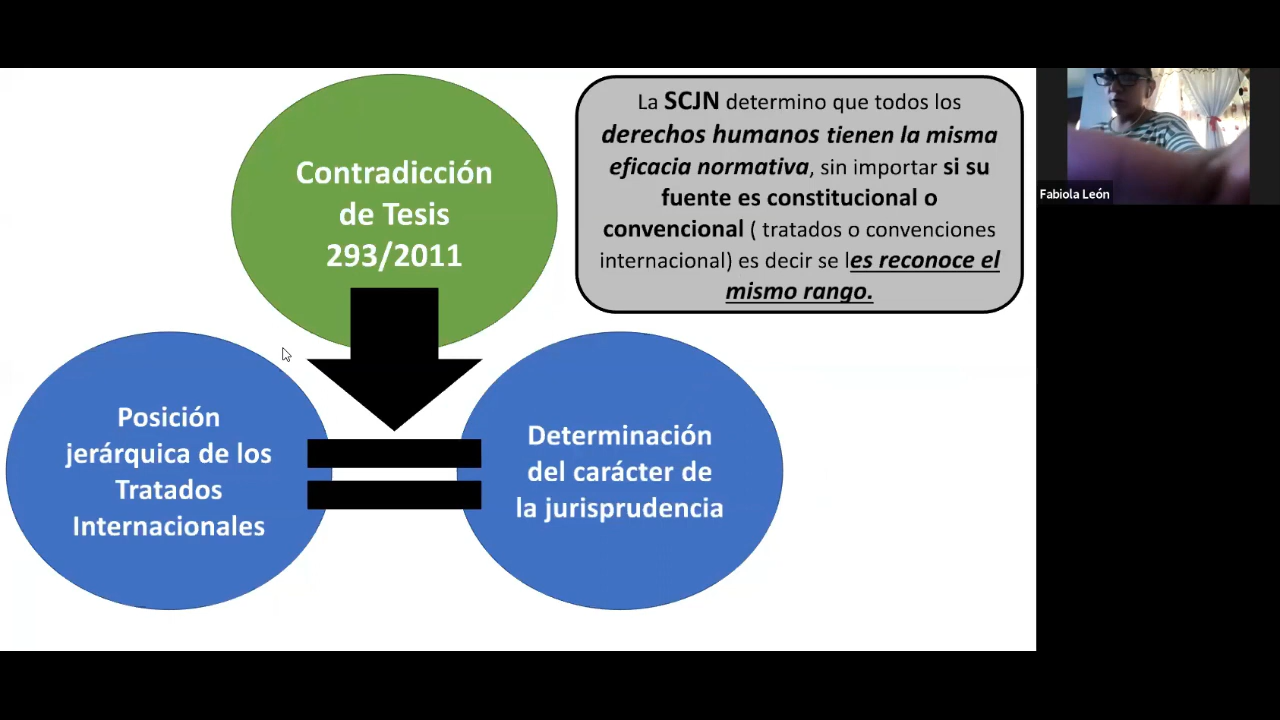 Contradicción
de Tesis
293/2011
La SCJN determino que todos los
derechos humanos tienen la misma
eficacia normativa, sin importar si su
fuente es constitucional o
convencional ( tratados o convenciones
internacional) es decir se les reconoce el
mismo rango.
Fabiola León
Posición
jerárquica de los
Tratados
Internacionales
Determinación
del carácter de
la jurisprudencia